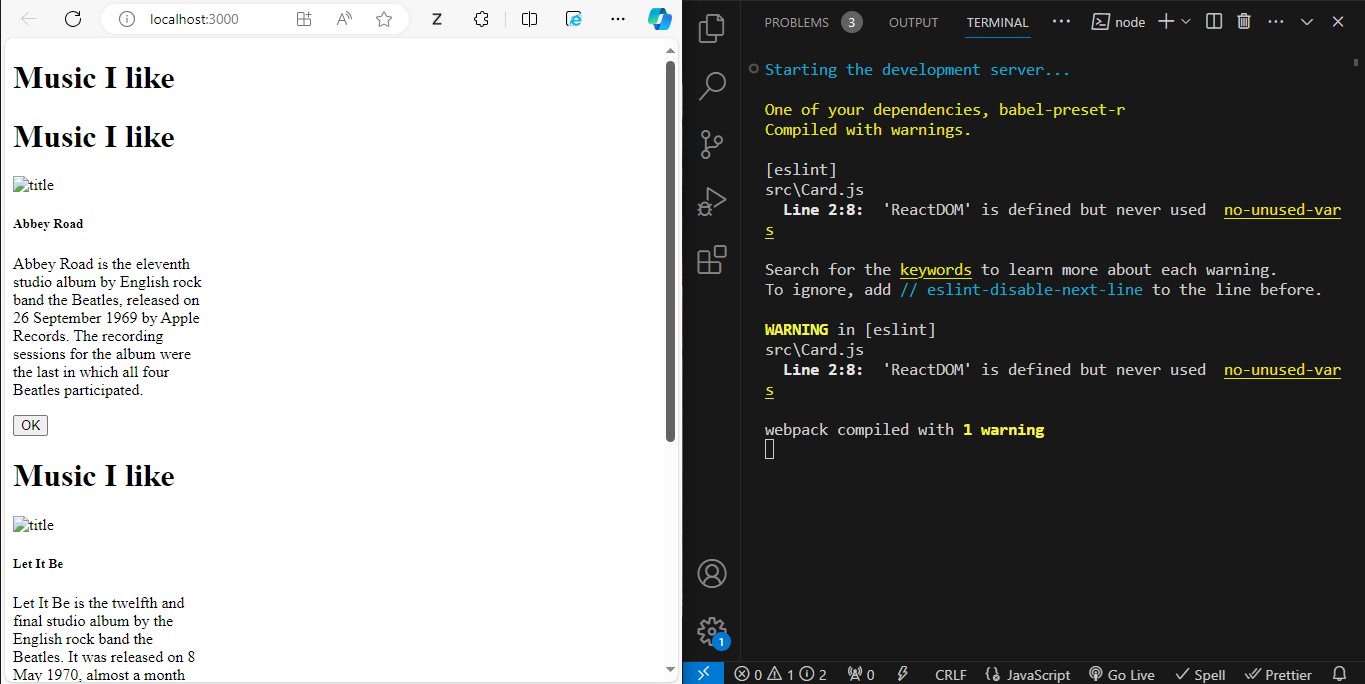 localhost:3000
Music I like
Music I like
title
Abbey Road
Abbey Road is the eleventh
studio album by English rock
band the Beatles, released on
26 September 1969 by Apple
Records. The recording
sessions for the album were
the last in which all four
Beatles participated.
OK
Music I like
title
Let It Be
Let It Be is the twelfth and
final studio album by the
English rock band the
Beatles. It was released on 8
May 1970, almost a month
PROBLEMS 3 OUTPUT TERMINAL ··· node
Starting the development server...
One of your dependencies, babel-preset-r
Compiled with warnings.
[eslint]
src\Card.js
Line 2:8: 'ReactDOM' is defined but never used no-unused-var
s
Search for the keywords to learn more about each warning.
To ignore, add // eslint-disable-next-line to the line before.
WARNING in [eslint]
src\Card.js
Line 2:8: 'ReactDOM' is defined but never used no-unused-var
s
webpack compiled with 1 warning
1
0 1 2 0 CRLF JavaScript Go Live Spell Prettier